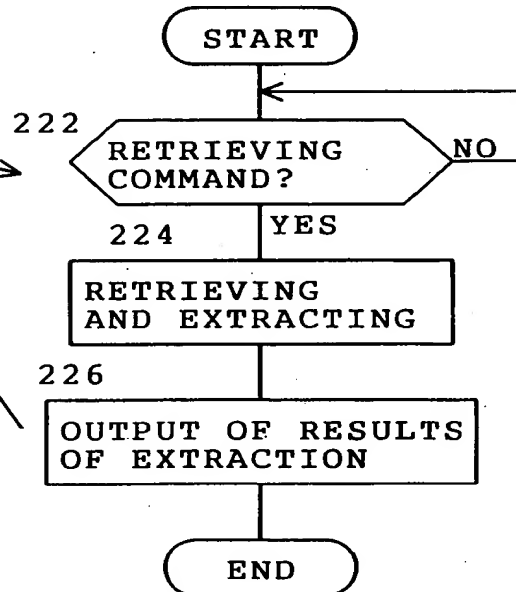 START
222
RETRIEVING
COMMAND?
NO
YES
224
RETRIEVING
AND EXTRACTING
226
OUTPUT OF RESULTS
OF EXTRACTION
END